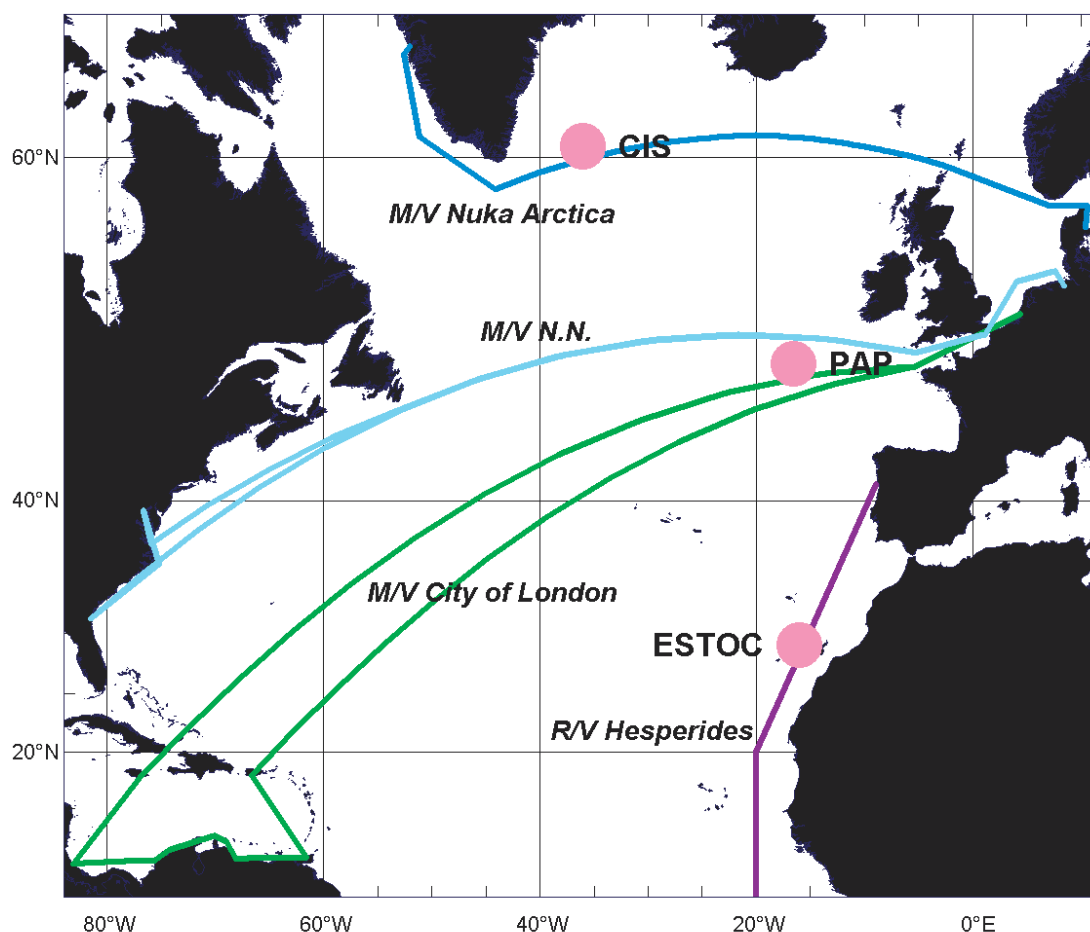 60°N
CIS
M/V Nuka Arctica
M/V N.N.
PAP
40°N
M/V City of London
ESTOC
R/V Hesperides
20°N
80°W
60°W
40°W
20°W
0°E